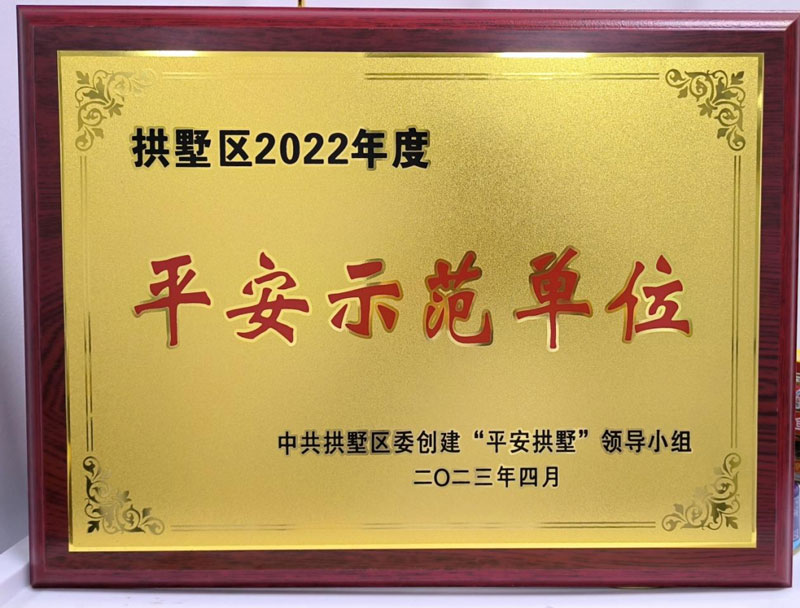 拱墅区2022年度
平安示范单位
中共拱墅区委创建“平安拱墅”领导小组
二〇二三年四月